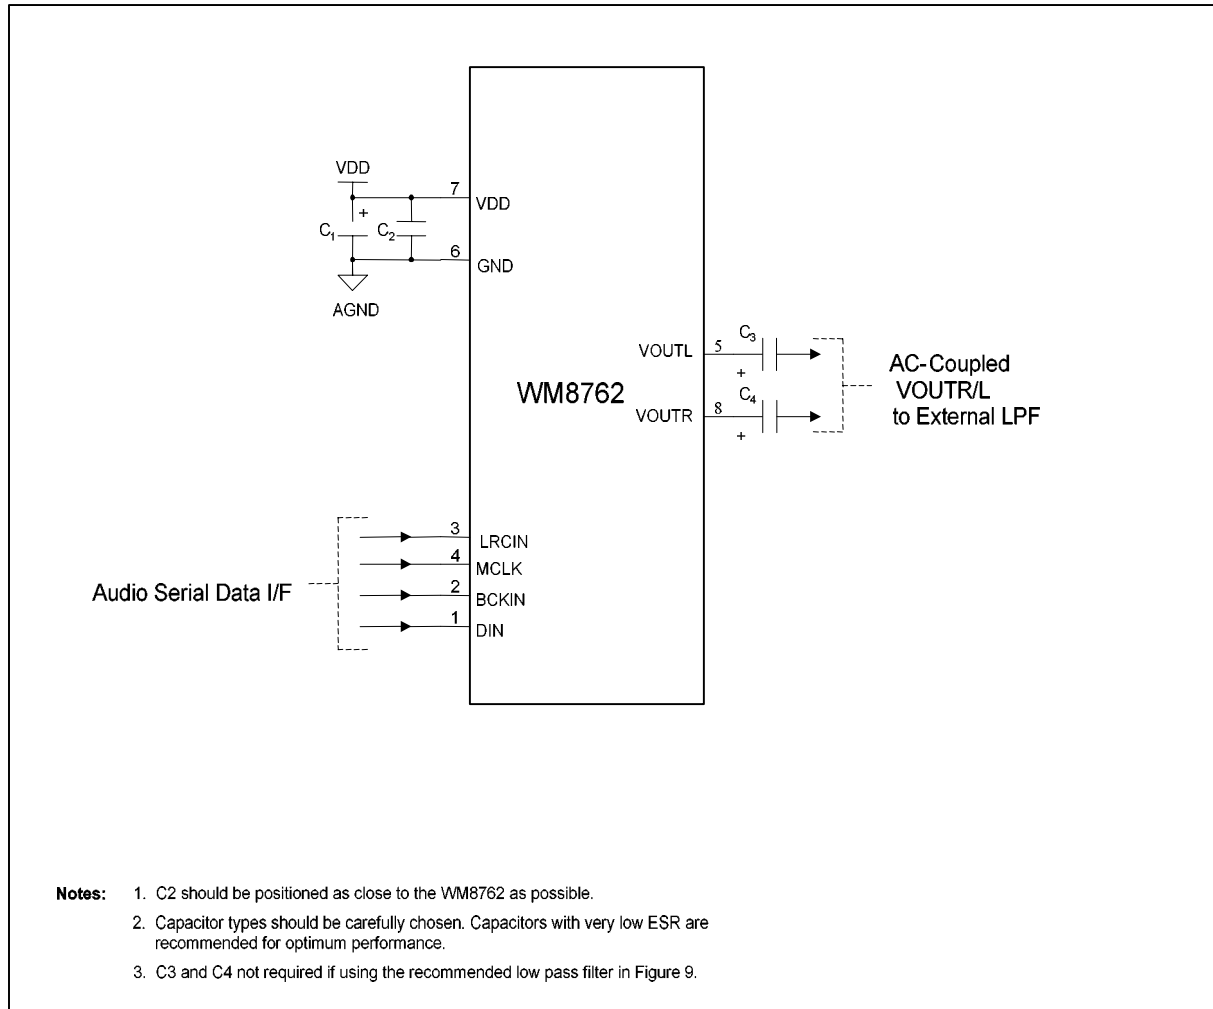 VDD
7
VDD
+
C1
C2
6
GND
AGND
VOUTL
5
C3
+
WM8762
VOUTR
8
C4
+
AC-Coupled
VOUTR/L
to External LPF
Audio Serial Data I/F
3
LRCIN
4
MCLK
2
BCKIN
1
DIN
Notes: 1. C2 should be positioned as close to the WM8762 as possible.
2. Capacitor types should be carefully chosen. Capacitors with very low ESR are
recommended for optimum performance.
3. C3 and C4 not required if using the recommended low pass filter in Figure 9.